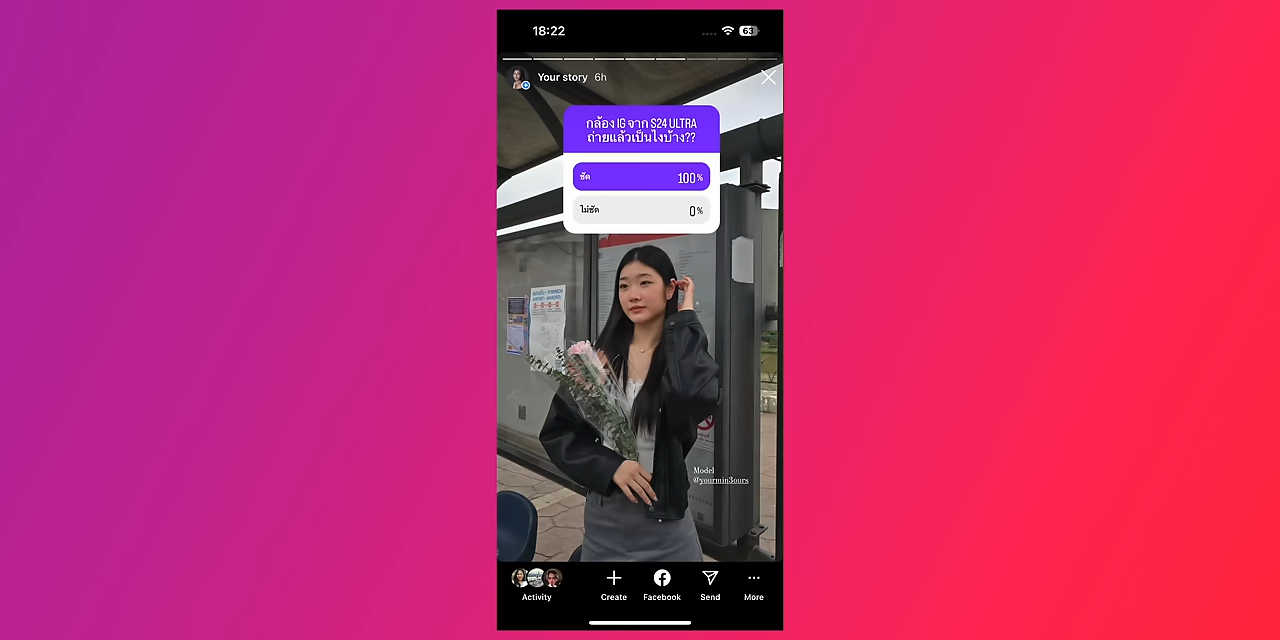 18:22
63
Your story 6h
กล้อง IG จาก S24 ULTRA
ถ่ายแล้วเป็นไงบ้าง??
ชัด 100%
ไม่ชัด 0%
Model
@yourmin3ours
Activity
Create
Facebook
Send
More